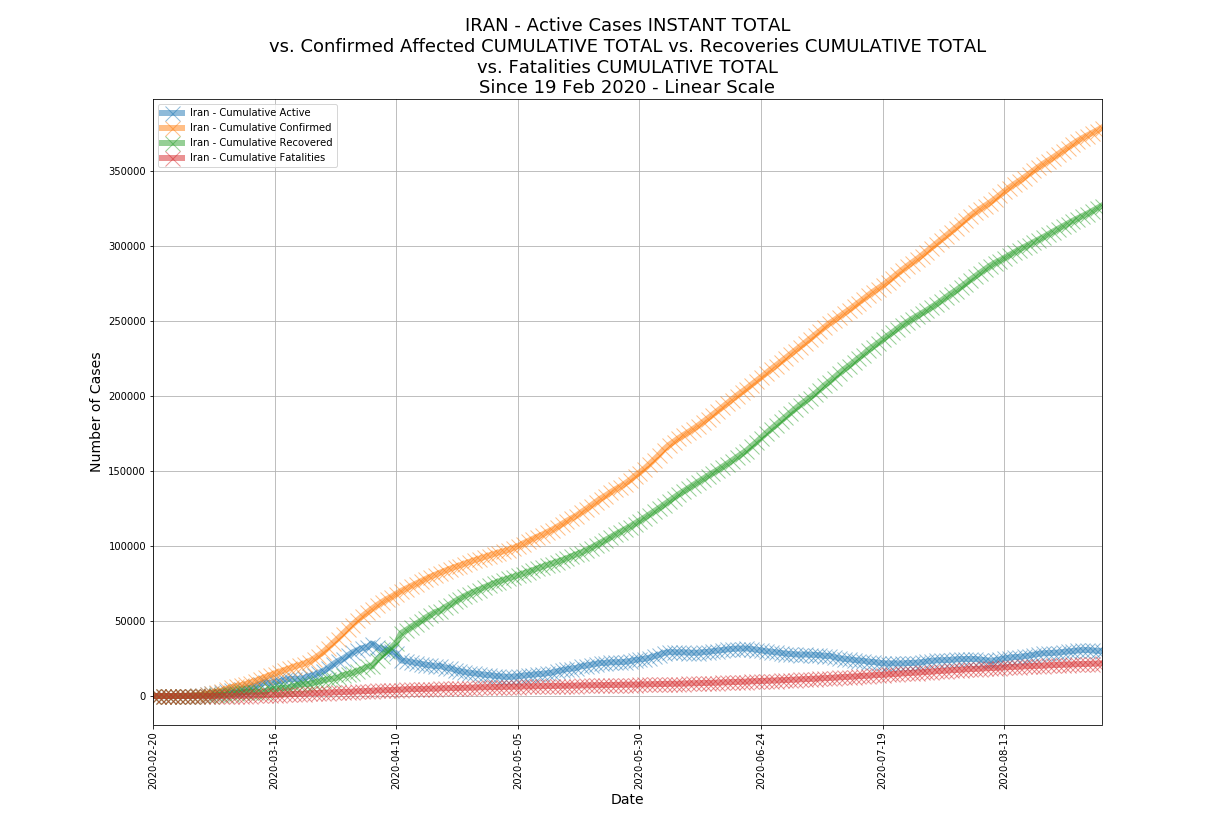 IRAN - Active Cases INSTANT TOTAL
vs. Confirmed Affected CUMULATIVE TOTAL vs. Recoveries CUMULATIVE TOTAL
vs. Fatalities CUMULATIVE TOTAL
Since 19 Feb 2020 - Linear Scale
Iran - Cumulative Active
Iran - Cumulative Confirmed
Iran - Cumulative Recovered
Iran - Cumulative Fatalities
Number of Cases
350000
300000
250000
200000
150000
100000
50000
0
2020-02-20
2020-03-16
2020-04-10
2020-05-05
2020-05-30
2020-06-24
2020-07-19
2020-08-13
Date